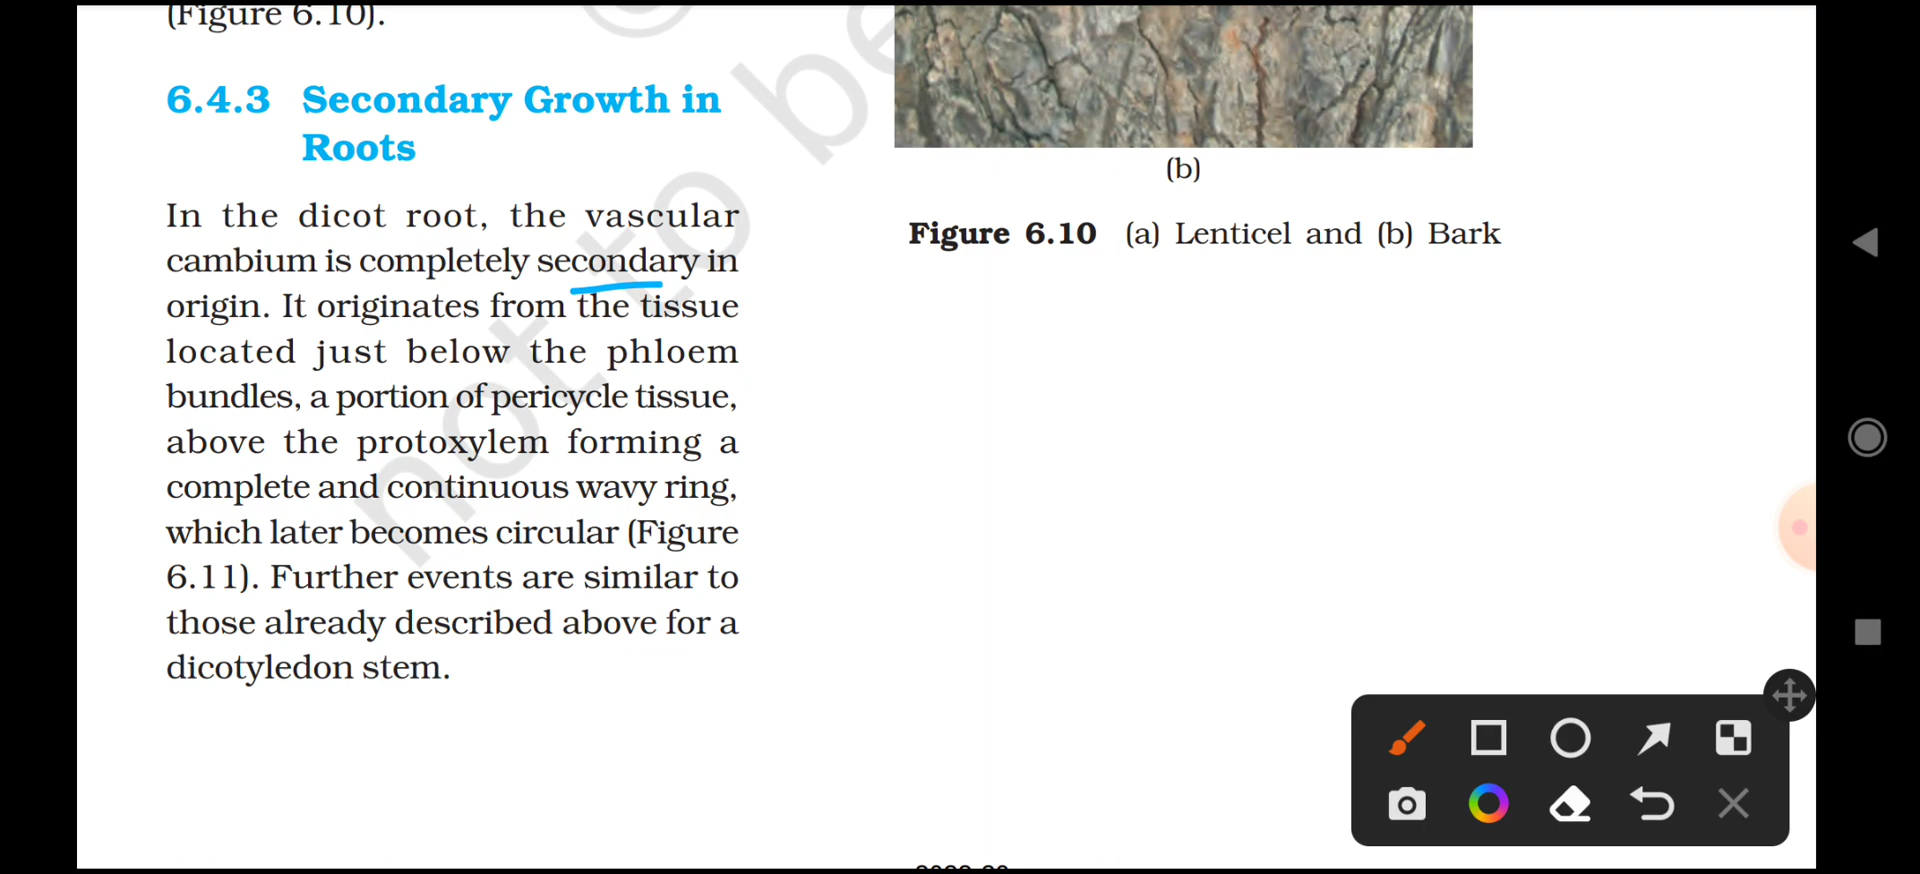 (Figure 6.10).
6.4.3 Secondary Growth in
Roots
In the dicot root, the vascular
cambium is completely secondary in
origin. It originates from the tissue
located just below the phloem
bundles, a portion of pericycle tissue,
above the protoxylem forming a
complete and continuous wavy ring,
which later becomes circular (Figure
6.11). Further events are similar to
those already described above for a
dicotyledon stem.
(b)
Figure 6.10 (a) Lenticel and (b) Bark
not to be